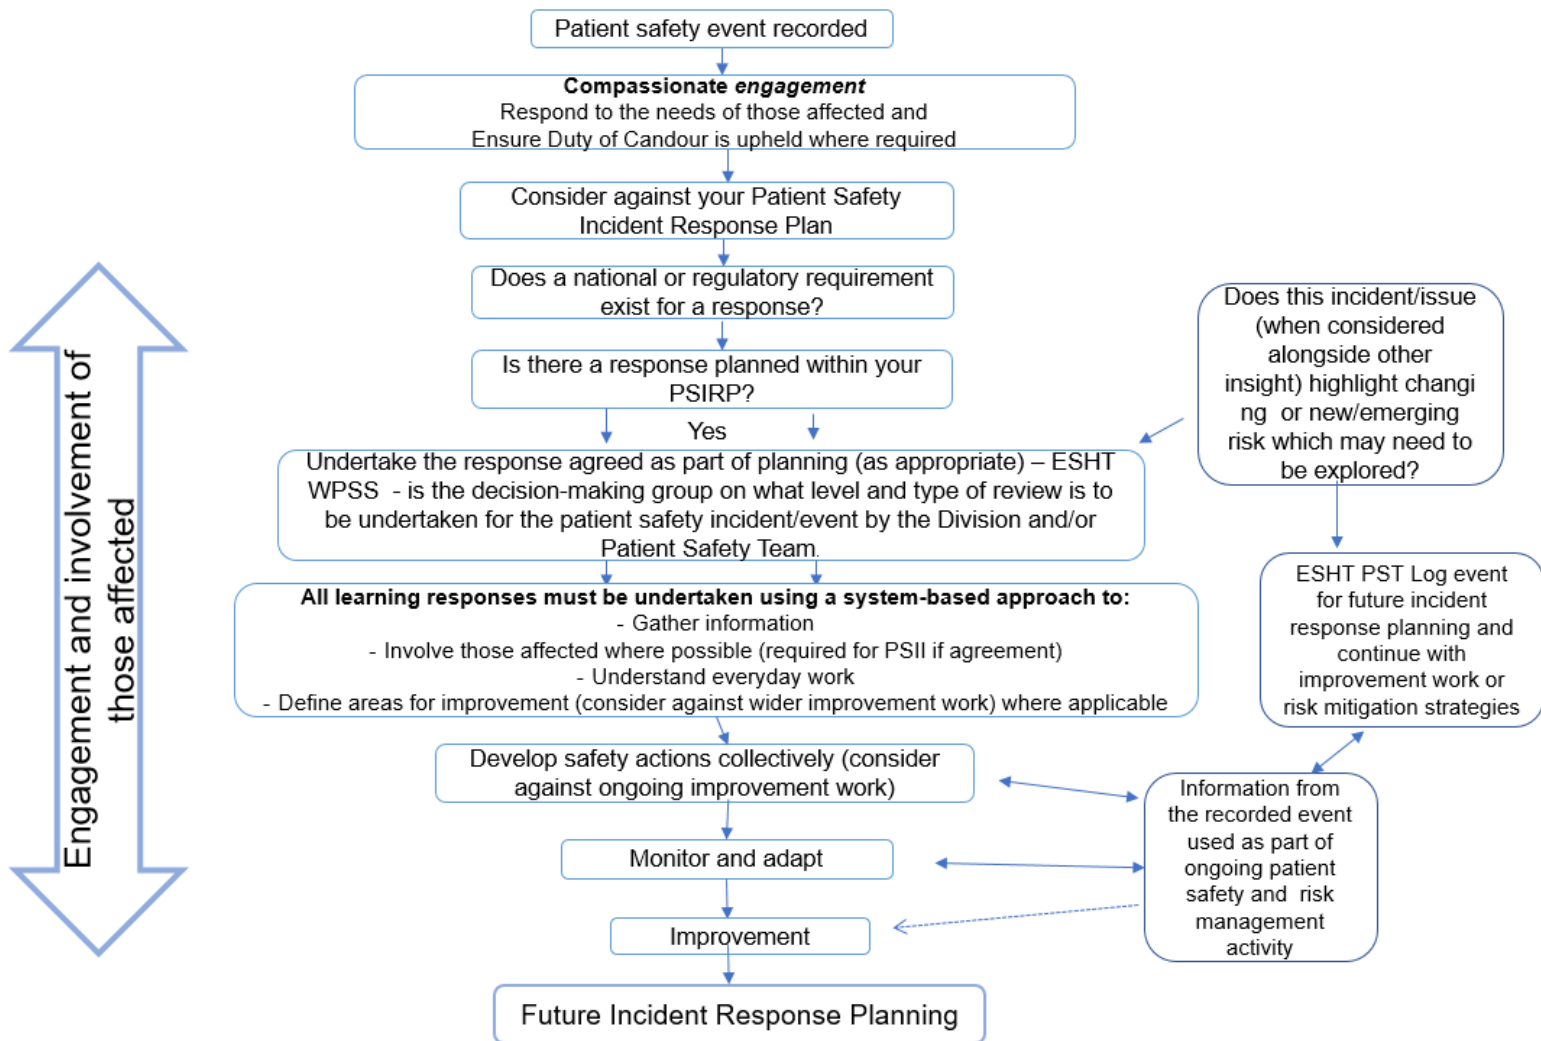 Patient safety event recorded
Compassionate engagement
Respond to the needs of those affected and
Ensure Duty of Candour is upheld where required
Consider against your Patient Safety
Incident Response Plan
Does a national or regulatory requirement
exist for a response?
Is there a response planned within your
PSIRP?
Yes
Undertake the response agreed as part of planning (as appropriate) – ESHT
WPSS - is the decision-making group on what level and type of review is to
be undertaken for the patient safety incident/event by the Division and/or
Patient Safety Team.
All learning responses must be undertaken using a system-based approach to:
- Gather information
- Involve those affected where possible (required for PSII if agreement)
- Understand everyday work
- Define areas for improvement (consider against wider improvement work) where applicable
Develop safety actions collectively (consider
against ongoing improvement work)
Monitor and adapt
Improvement
Future Incident Response Planning
Engagement and involvement of
those affected
Does this incident/issue
(when considered
alongside other
insight) highlight changi
ng or new/emerging
risk which may need to
be explored?
ESHT PST Log event
for future incident
response planning and
continue with
improvement work or
risk mitigation strategies
Information from
the recorded event
used as part of
ongoing patient
safety and risk
management
activity